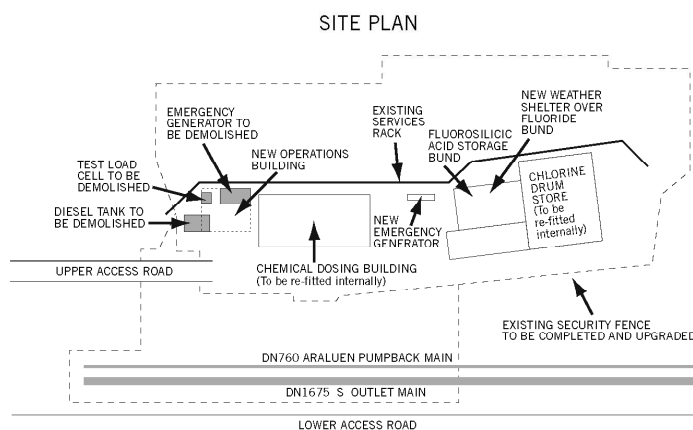 SITE PLAN
EMERGENCY
GENERATOR TO
BE DEMOLISHED
EXISTING
SERVICES
RACK
NEW WEATHER
SHELTER OVER
FLUORIDE
BUND
FLUOROSILICIC
ACID STORAGE
BUND
TEST LOAD
CELL TO BE
DEMOLISHED
NEW OPERATIONS
BUILDING
CHLORINE
DRUM
STORE
(To be
re-fitted
internally)
DIESEL TANK TO
BE DEMOLISHED
NEW
EMERGENCY
GENERATOR
UPPER ACCESS ROAD
CHEMICAL DOSING BUILDING
(To be re-fitted internally)
EXISTING SECURITY FENCE
TO BE COMPLETED AND UPGRADED
DN760 ARALUEN PUMPBACK MAIN
DN1675 S OUTLET MAIN
LOWER ACCESS ROAD